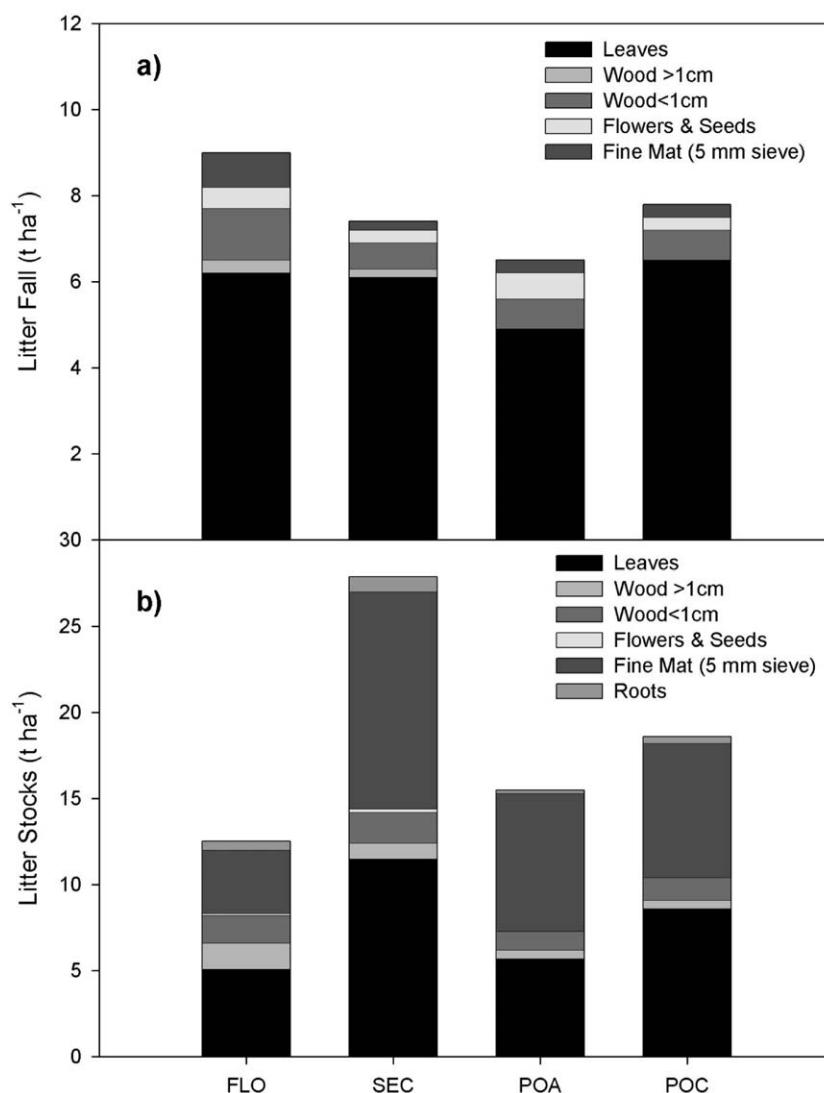 12
10
8
6
4
2
Litter Fall (t ha⁻¹)
a)
Leaves
Wood >1cm
Wood<1cm
Flowers & Seeds
Fine Mat (5 mm sieve)
30
25
20
15
10
5
0
Litter Stocks (t ha⁻¹)
b)
Leaves
Wood >1cm
Wood<1cm
Flowers & Seeds
Fine Mat (5 mm sieve)
Roots
FLO SEC POA POC